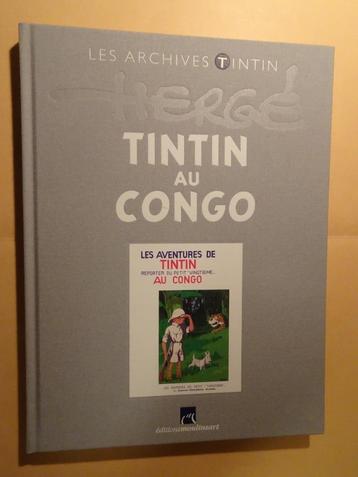 LES ARCHIVES TINTIN
HERGÉ
TINTIN
AU
CONGO
LES AVENTURES DE
TINTIN
REPORTER DU PETIT "VINGTIÈME"...
AU CONGO
éditionsmoulinsart